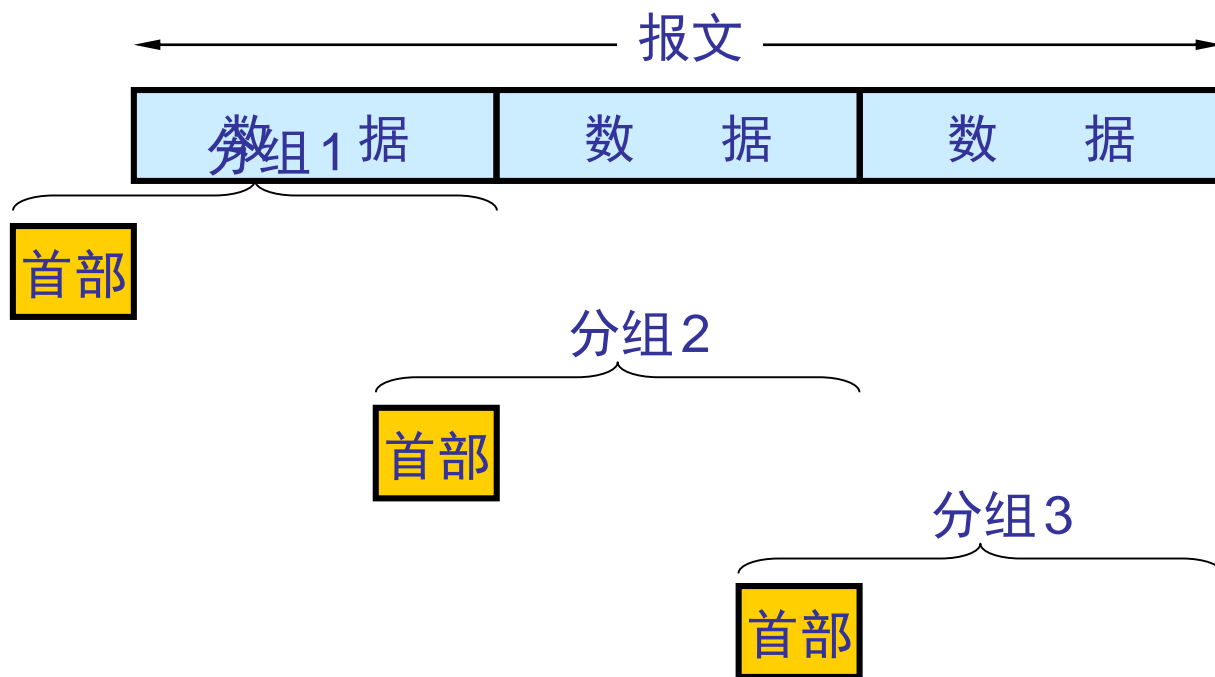 报文
数 据 数 据 数 据
分组1
首部
分组2
首部
分组3
首部